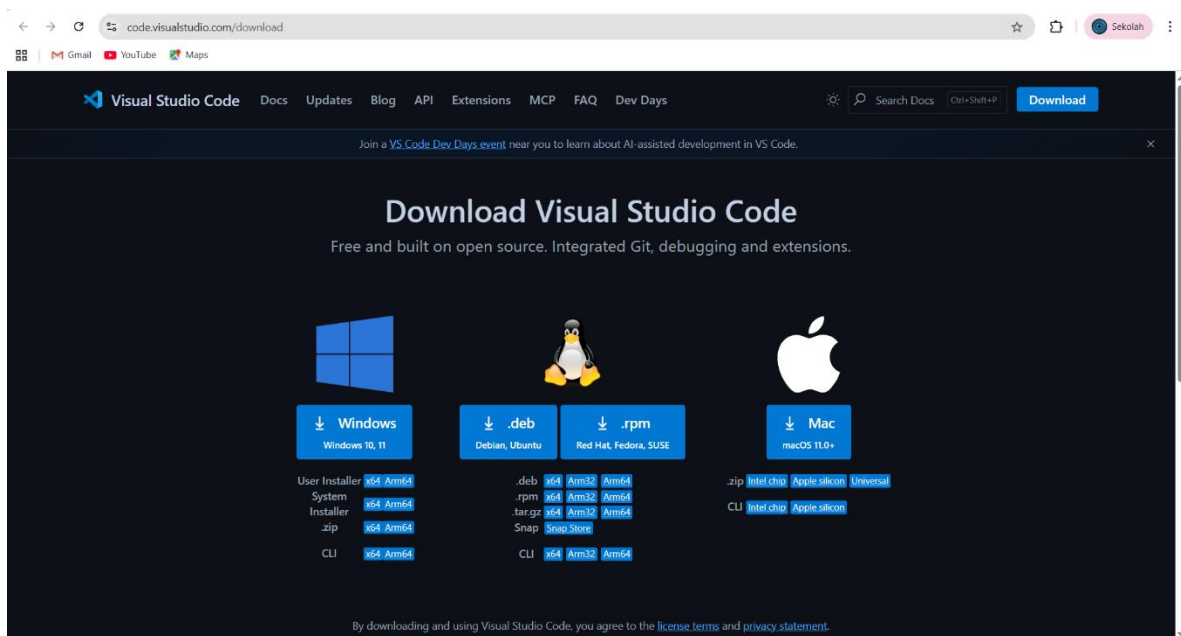 code.visualstudio.com/download
Sekolah
Gmail YouTube Maps
Visual Studio Code Docs Updates Blog API Extensions MCP FAQ Dev Days Search Docs Ctrl+Shift+P Download
Join a VS Code Dev Days event near you to learn about AI-assisted development in VS Code.
Download Visual Studio Code
Free and built on open source. Integrated Git, debugging and extensions.
Windows
Windows 10, 11
User Installer x64 Arm64
System Installer x64 Arm64
.zip x64 Arm64
CLI x64 Arm64
.deb
Debian, Ubuntu
.rpm
Red Hat, Fedora, SUSE
.deb x64 Arm32 Arm64
.rpm x64 Arm32 Arm64
.tar.gz x64 Arm32 Arm64
Snap Snap Store
CLI x64 Arm32 Arm64
Mac
macOS 11.0+
.zip Intel chip Apple silicon Universal
CLI Intel chip Apple silicon
By downloading and using Visual Studio Code, you agree to the license terms and privacy statement.